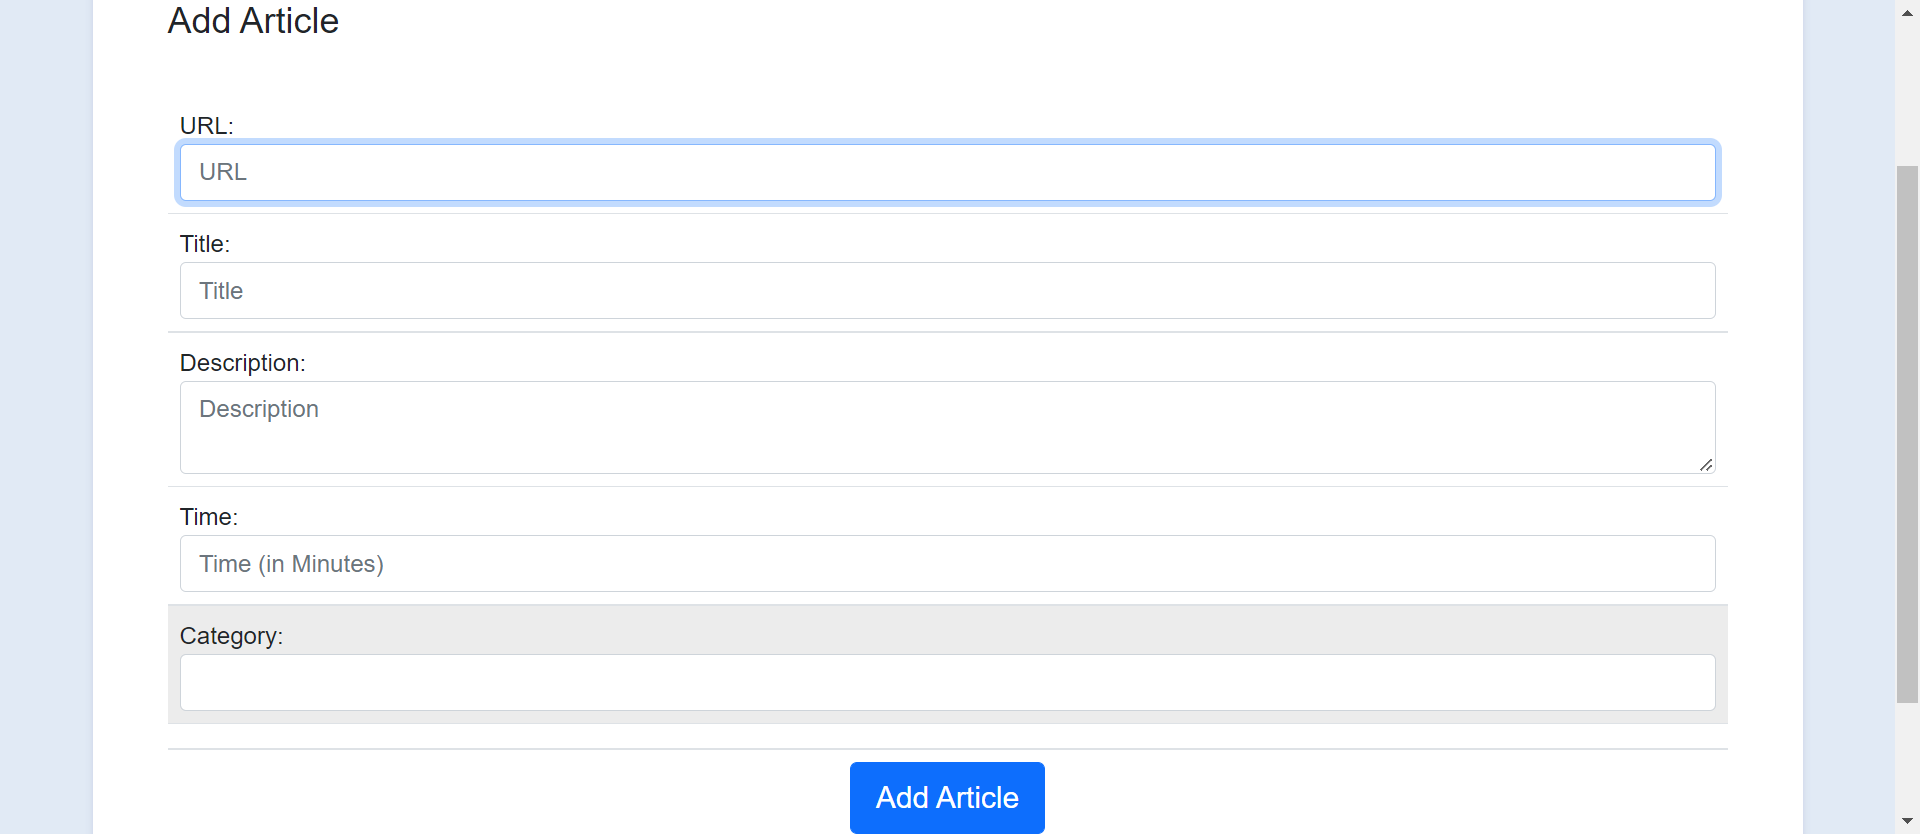 Add Article
URL:
URL
Title:
Title
Description:
Description
Time:
Time (in Minutes)
Category:
Add Article